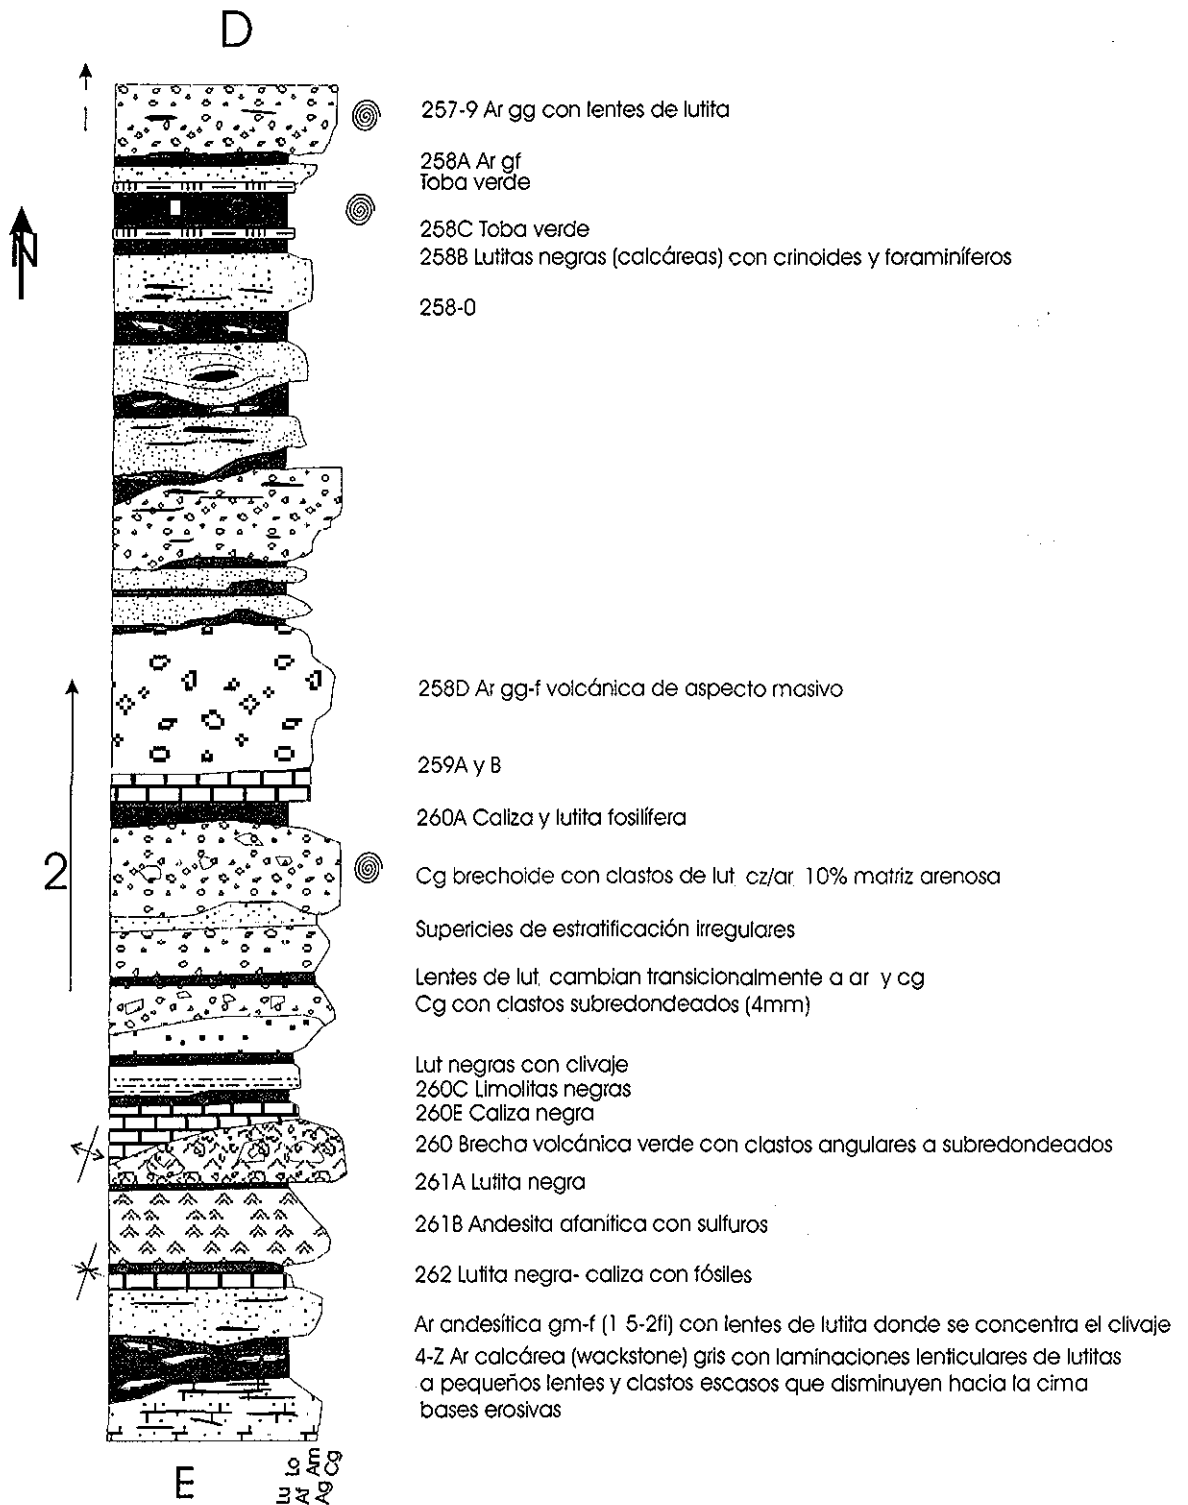 D
257-9 Ar gg con lentes de lutita
258A Ar gf
Toba verde
258C Toba verde
N
258B Lutitas negras (calcáreas) con crinoides y foraminíferos
258-0
258D Ar gg-f volcánica de aspecto masivo
259A y B
260A Caliza y lutita fosilífera
2
Cg brechoide con clastos de lut cz/ar 10% matriz arenosa
Supericies de estratificación irregulares
Lentes de lut, cambian transicionalmente a ar y cg
Cg con clastos subredondeados (4mm)
Lut negras con clivaje
260C Limolitas negras
260E Caliza negra
260 Brecha volcánica verde con clastos angulares a subredondeados
261A Lutita negra
261B Andesita afanítica con sulfuros
262 Lutita negra- caliza con fósiles
Ar andesítica gm-f (1 5-2fi) con lentes de lutita donde se concentra el clivaje
4-Z Ar calcárea (wackstone) gris con laminaciones lenticulares de lutitas
a pequeños lentes y clastos escasos que disminuyen hacia la cima
bases erosivas
E
Lu
Af
Lo
Ag
Am
Cg